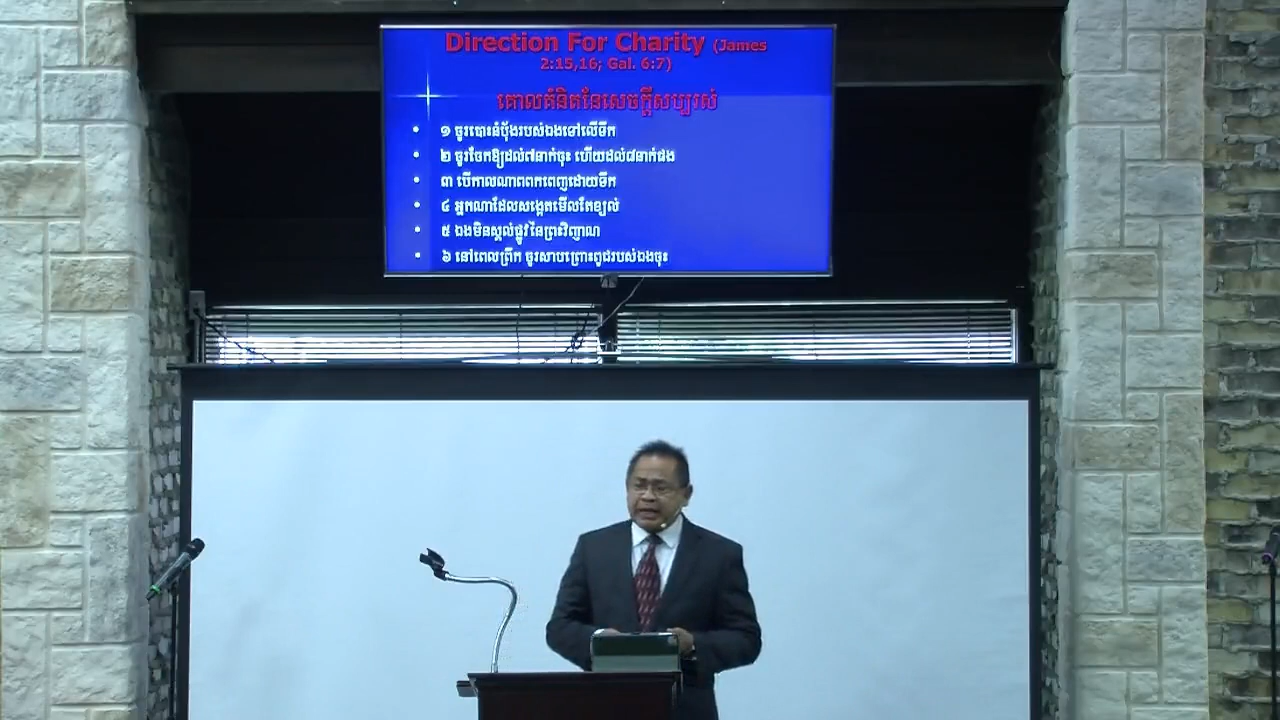 Direction For Charity (James
2:15,16; Gal. 6:7)
គោលគំនិតនៃសេចក្ដីសប្បុរស់
• ១ ចូរបោះនំប៉័ងរបស់ឯងទៅលើទឹក
• ២ ចូរចែកឱ្យដល់៧នាក់ចុះ ហើយដល់៨នាក់ផង
• ៣ បើកាលណាពពកពេញដោយទឹក
• ៤ អ្នកណាដែលសង្កេតមើលតែខ្យល់
• ៥ ឯងមិនស្គាល់ផ្លូវនៃព្រះវិញាណ
• ៦ នៅពេលព្រឹក ចូរសាបព្រោះពូជរបស់ឯងចុះ